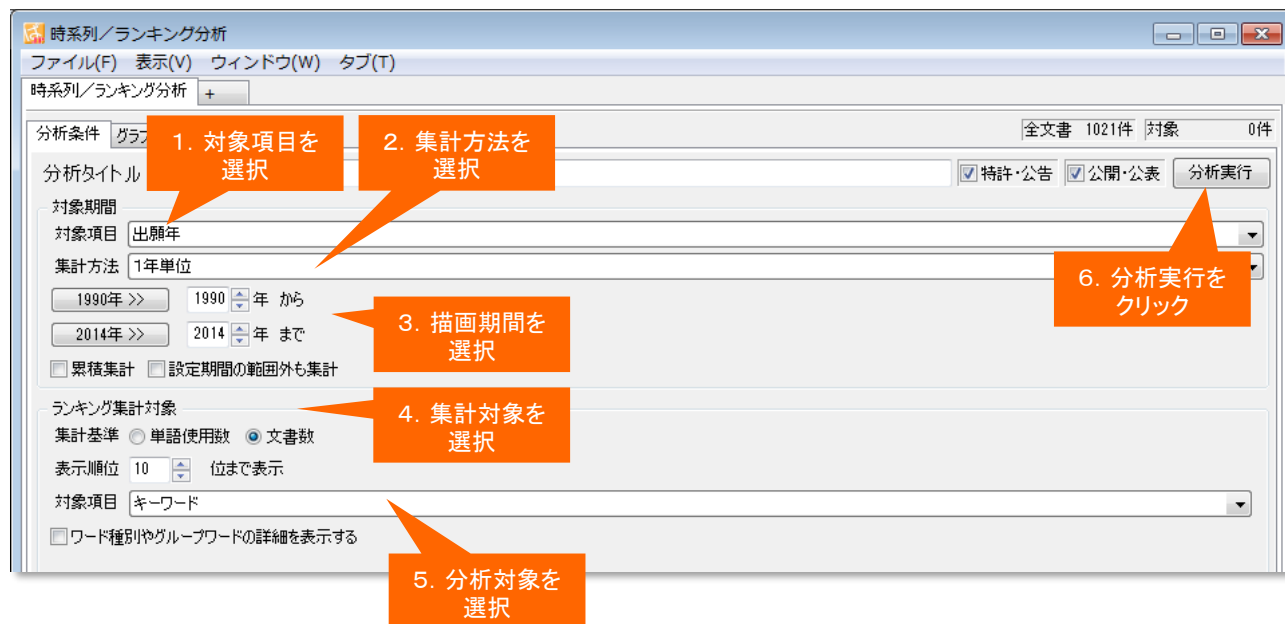 時系列／ランキング分析
ファイル(F) 表示(V) ウィンドウ(W) タブ(T)
時系列／ランキング分析 +
分析条件 グラフ
全文書 1021件 対象 0件
1. 対象項目を
選択
2. 集計方法を
選択
分析タイトル
特許・公告 公開・公表 分析実行
対象期間
対象項目 出願年
集計方法 1年単位
1990年 >> 1990 年 から
2014年 >> 2014 年 まで
3. 描画期間を
選択
6. 分析実行を
クリック
累積集計 設定期間の範囲外も集計
ランキング集計対象
4. 集計対象を
選択
集計基準 単語使用数 文書数
表示順位 10 位まで表示
対象項目 キーワード
ワード種別やグループワードの詳細を表示する
5. 分析対象を
選択